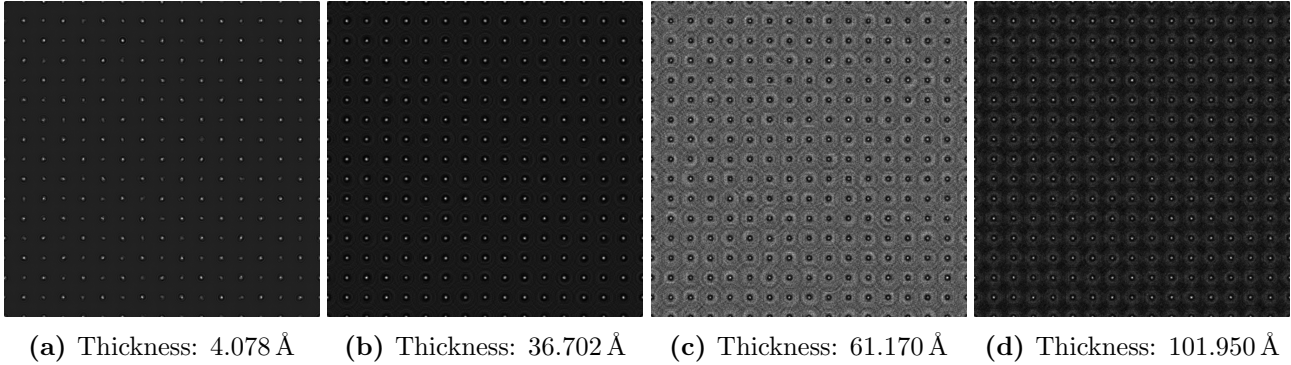 (a) Thickness: 4.078 Å
(b) Thickness: 36.702 Å
(c) Thickness: 61.170 Å
(d) Thickness: 101.950 Å